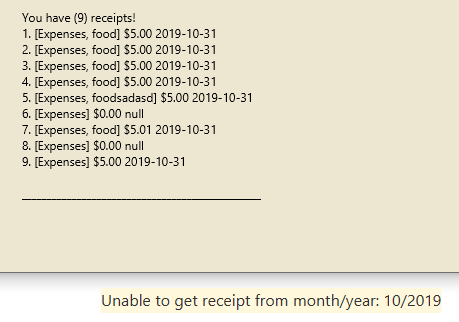 You have (9) receipts!
1. [Expenses, food] $5.00 2019-10-31
2. [Expenses, food] $5.00 2019-10-31
3. [Expenses, food] $5.00 2019-10-31
4. [Expenses, food] $5.00 2019-10-31
5. [Expenses, foodsadasd] $5.00 2019-10-31
6. [Expenses] $0.00 null
7. [Expenses, food] $5.01 2019-10-31
8. [Expenses] $0.00 null
9. [Expenses] $5.00 2019-10-31
Unable to get receipt from month/year: 10/2019